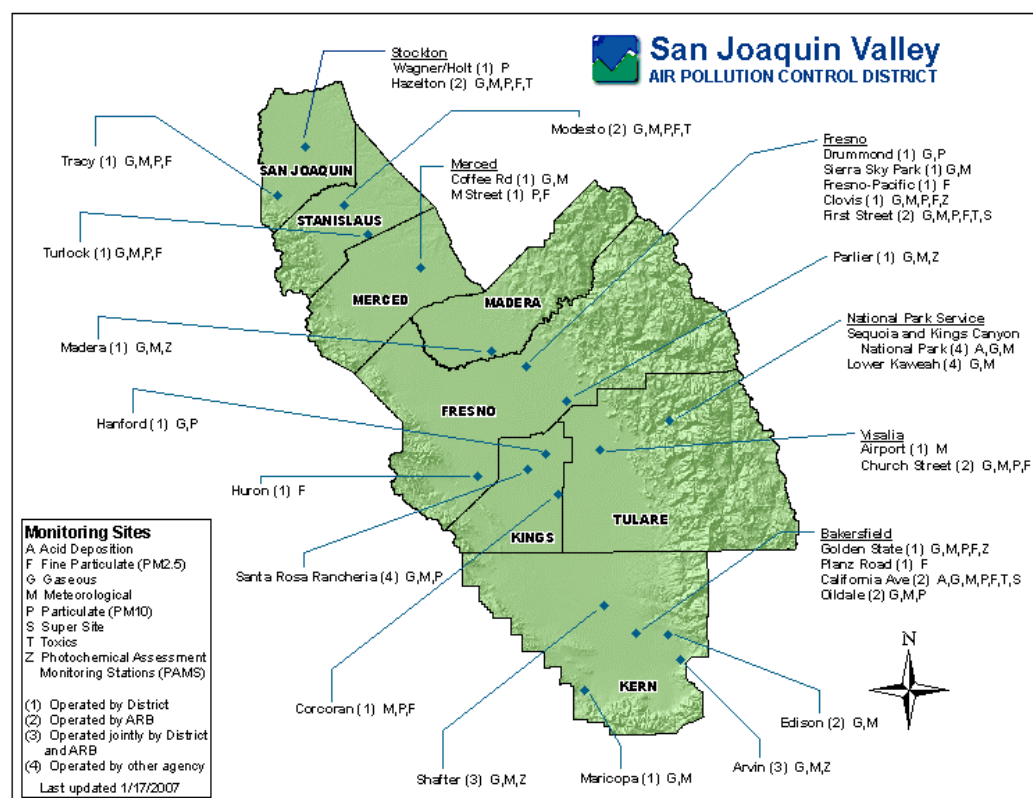 San Joaquin Valley
AIR POLLUTION CONTROL DISTRICT
Stockton
Wagner/Holt (1) P
Hazelton (2) G,M,P,F,T
Modesto (2) G,M,P,F,T
Tracy (1) G,M,P,F
Merced
Coffee Rd (1) G,M
M Street (1) P,F
Fresno
Drummond (1) G,P
Sierra Sky Park (1) G,M
Fresno-Pacific (1) F
Clovis (1) G,M,P,F,Z
First Street (2) G,M,P,F,T,S
SAN JOAQUIN
STANISLAUS
Turlock (1) G,M,P,F
Parlier (1) G,M,Z
MERCED
MADERA
National Park Service
Sequoia and Kings Canyon
National Park (4) A,G,M
Lower Kaweah (4) G,M
Madera (1) G,M,Z
FRESNO
Hanford (1) G,P
Visalia
Airport (1) M
Church Street (2) G,M,P,F
Huron (1) F
TULARE
KINGS
Santa Rosa Rancheria (4) G,M,P
Bakersfield
Golden State (1) G,M,P,F,Z
Planz Road (1) F
California Ave (2) A,G,M,P,F,T,S
Oildale (2) G,M,P
Monitoring Sites
A Acid Deposition
F Fine Particulate (PM2.5)
G Gaseous
M Meteorological
P Particulate (PM10)
S Super Site
T Toxics
Z Photochemical Assessment
Monitoring Stations (PAMS)
(1) Operated by District
(2) Operated by ARB
(3) Operated jointly by District
and ARB
(4) Operated by other agency
Last updated 1/17/2007
N
KERN
Corcoran (1) M,P,F
Edison (2) G,M
Shafter (3) G,M,Z
Maricopa (1) G,M
Arvin (3) G,M,Z